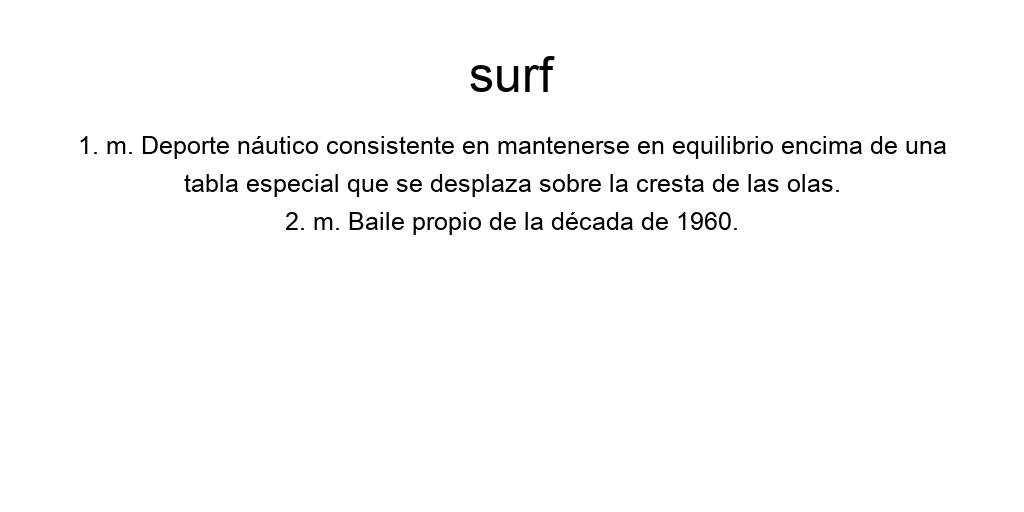 surf
1. m. Deporte náutico consistente en mantenerse en equilibrio encima de una
tabla especial que se desplaza sobre la cresta de las olas.
2. m. Baile propio de la década de 1960.